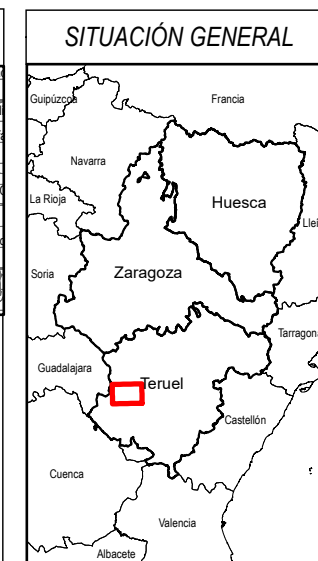 SITUACIÓN GENERAL
Guipúzcoa
Francia
Navarra
La Rioja
Huesca
Soria
Zaragoza
Tarragona
Guadalajara
Teruel
Castellón
Cuenca
Valencia
Albacete